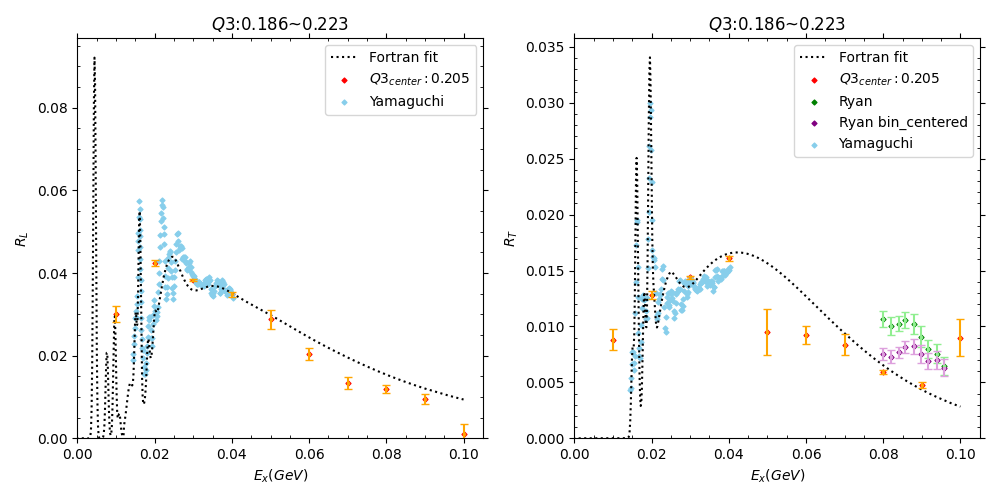 Q3:0.186~0.223
Fortran fit
Q3center:0.205
Yamaguchi
0.08
0.06
0.04
0.02
0.00
R_L
0.00 0.02 0.04 0.06 0.08 0.10
E_x(GeV)
Q3:0.186~0.223
Fortran fit
Q3center:0.205
Ryan
Ryan bin_centered
Yamaguchi
0.035
0.030
0.025
0.020
0.015
0.010
0.005
0.000
R_T
0.00 0.02 0.04 0.06 0.08 0.10
E_x(GeV)